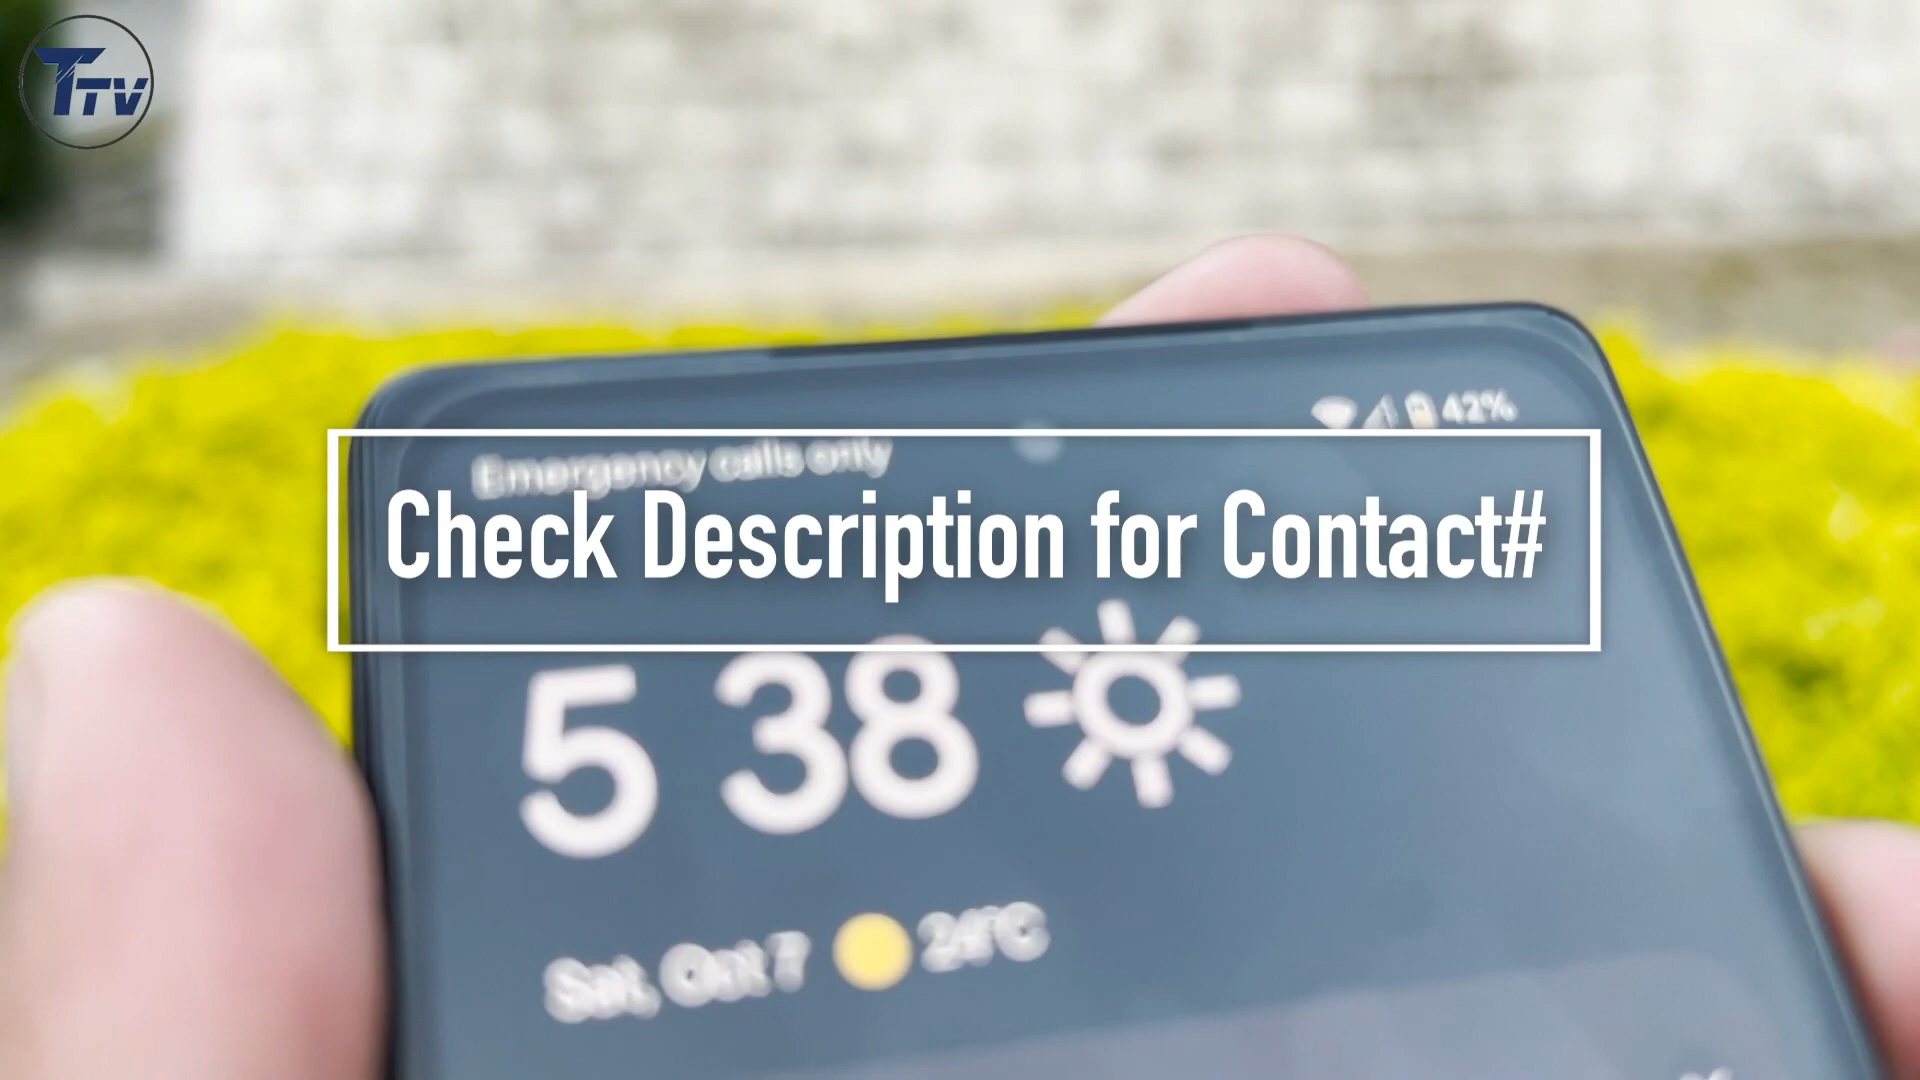 TTV
42%
Emergency calls only
Check Description for Contact#
5 38
Sat, Oct 7 24°C